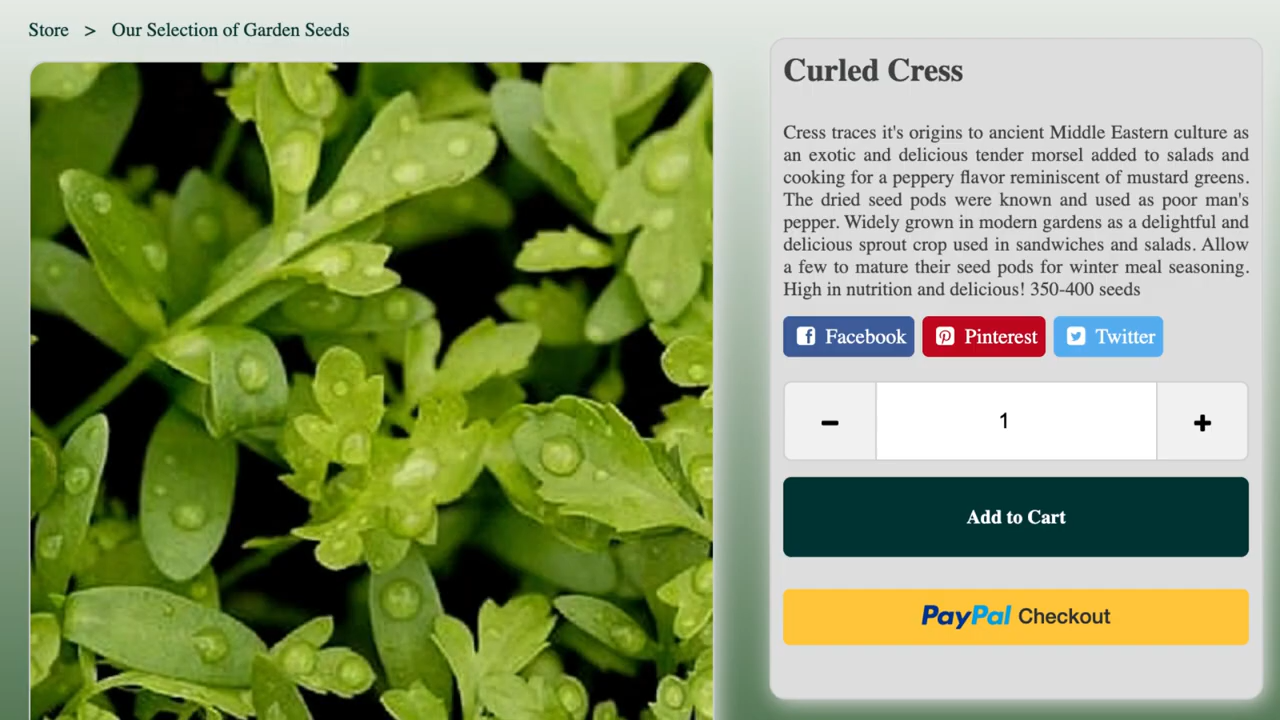 Store > Our Selection of Garden Seeds
Curled Cress
Cress traces it's origins to ancient Middle Eastern culture as
an exotic and delicious tender morsel added to salads and
cooking for a peppery flavor reminiscent of mustard greens.
The dried seed pods were known and used as poor man's
pepper. Widely grown in modern gardens as a delightful and
delicious sprout crop used in sandwiches and salads. Allow
a few to mature their seed pods for winter meal seasoning.
High in nutrition and delicious! 350-400 seeds
Facebook Pinterest Twitter
− 1 +
Add to Cart
PayPal Checkout